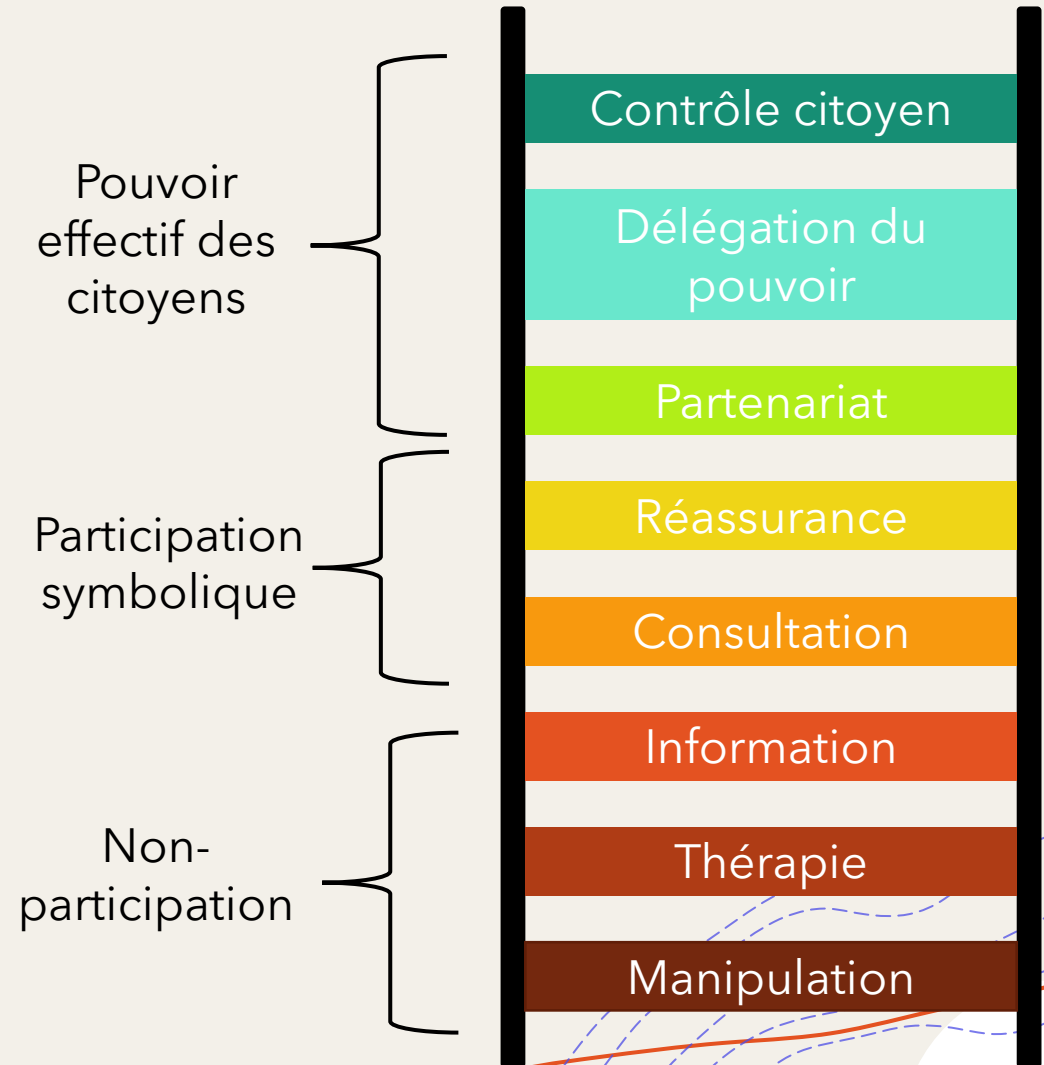 Pouvoir
effectif des
citoyens
Contrôle citoyen
Délégation du
pouvoir
Partenariat
Participation
symbolique
Réassurance
Consultation
Non-
participation
Information
Thérapie
Manipulation